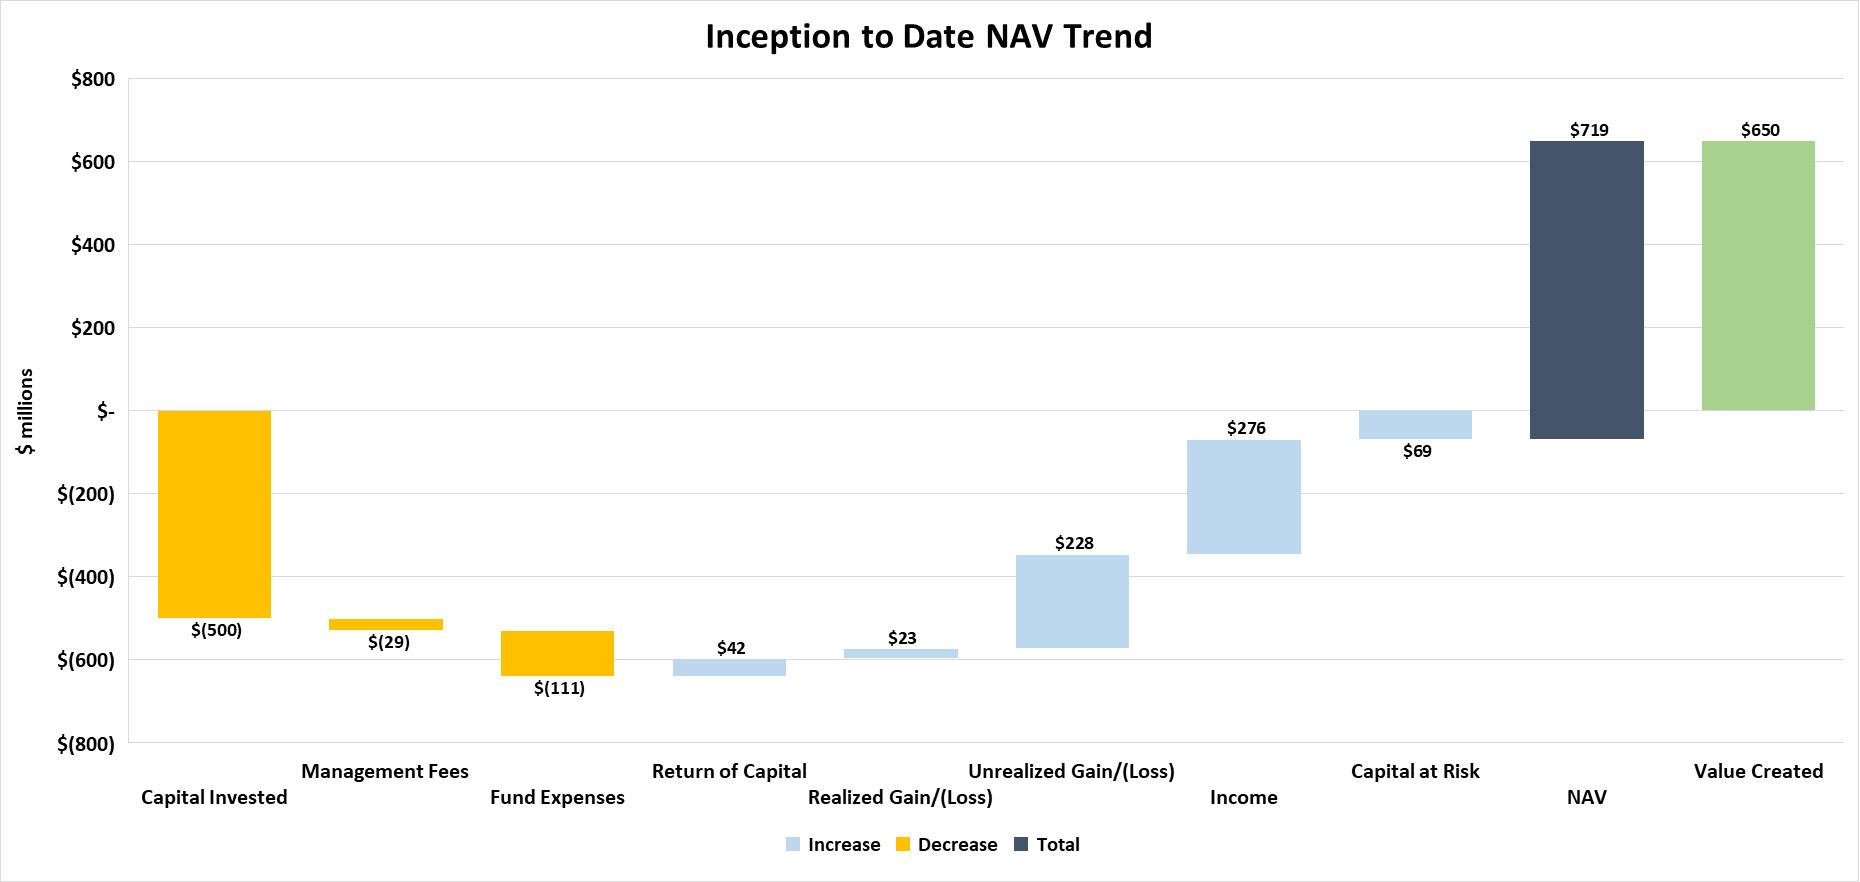 Inception to Date NAV Trend
$ millions
$800
$600
$400
$200
$-
$(200)
$(400)
$(600)
$(800)
$(500)
$(29)
$(111)
$42
$23
$228
$276
$69
$719
$650
Capital Invested
Management Fees
Fund Expenses
Return of Capital
Realized Gain/(Loss)
Unrealized Gain/(Loss)
Income
Capital at Risk
NAV
Value Created
Increase
Decrease
Total